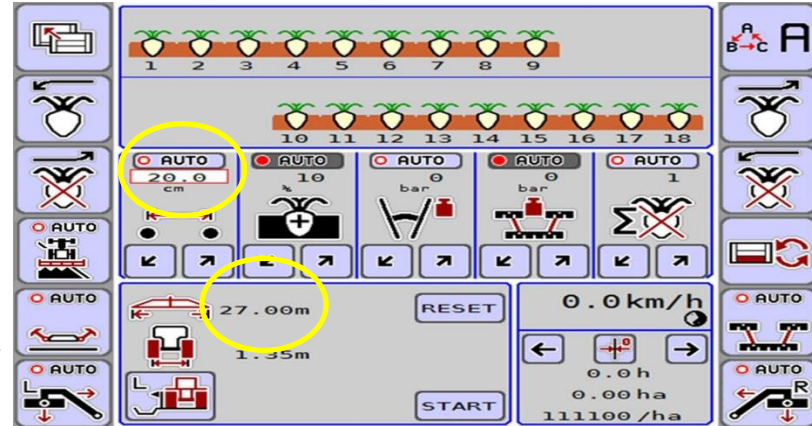 A
B→C A
1 2 3 4 5 6 7 8 9
10 11 12 13 14 15 16 17 18
AUTO AUTO AUTO AUTO AUTO
20.0 10 0 0 1
cm % bar bar
AUTO
27.00m
RESET
0.0km/h
AUTO
AUTO
1.35m
0
0.0h
AUTO
AUTO
L
L
START
0.00ha
R
111100/ha